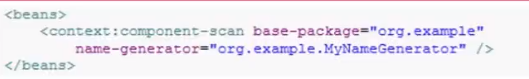 <beans>
<context:component-scan base-package="org.example"
name-generator="org.example.MyNameGenerator" />
</beans>